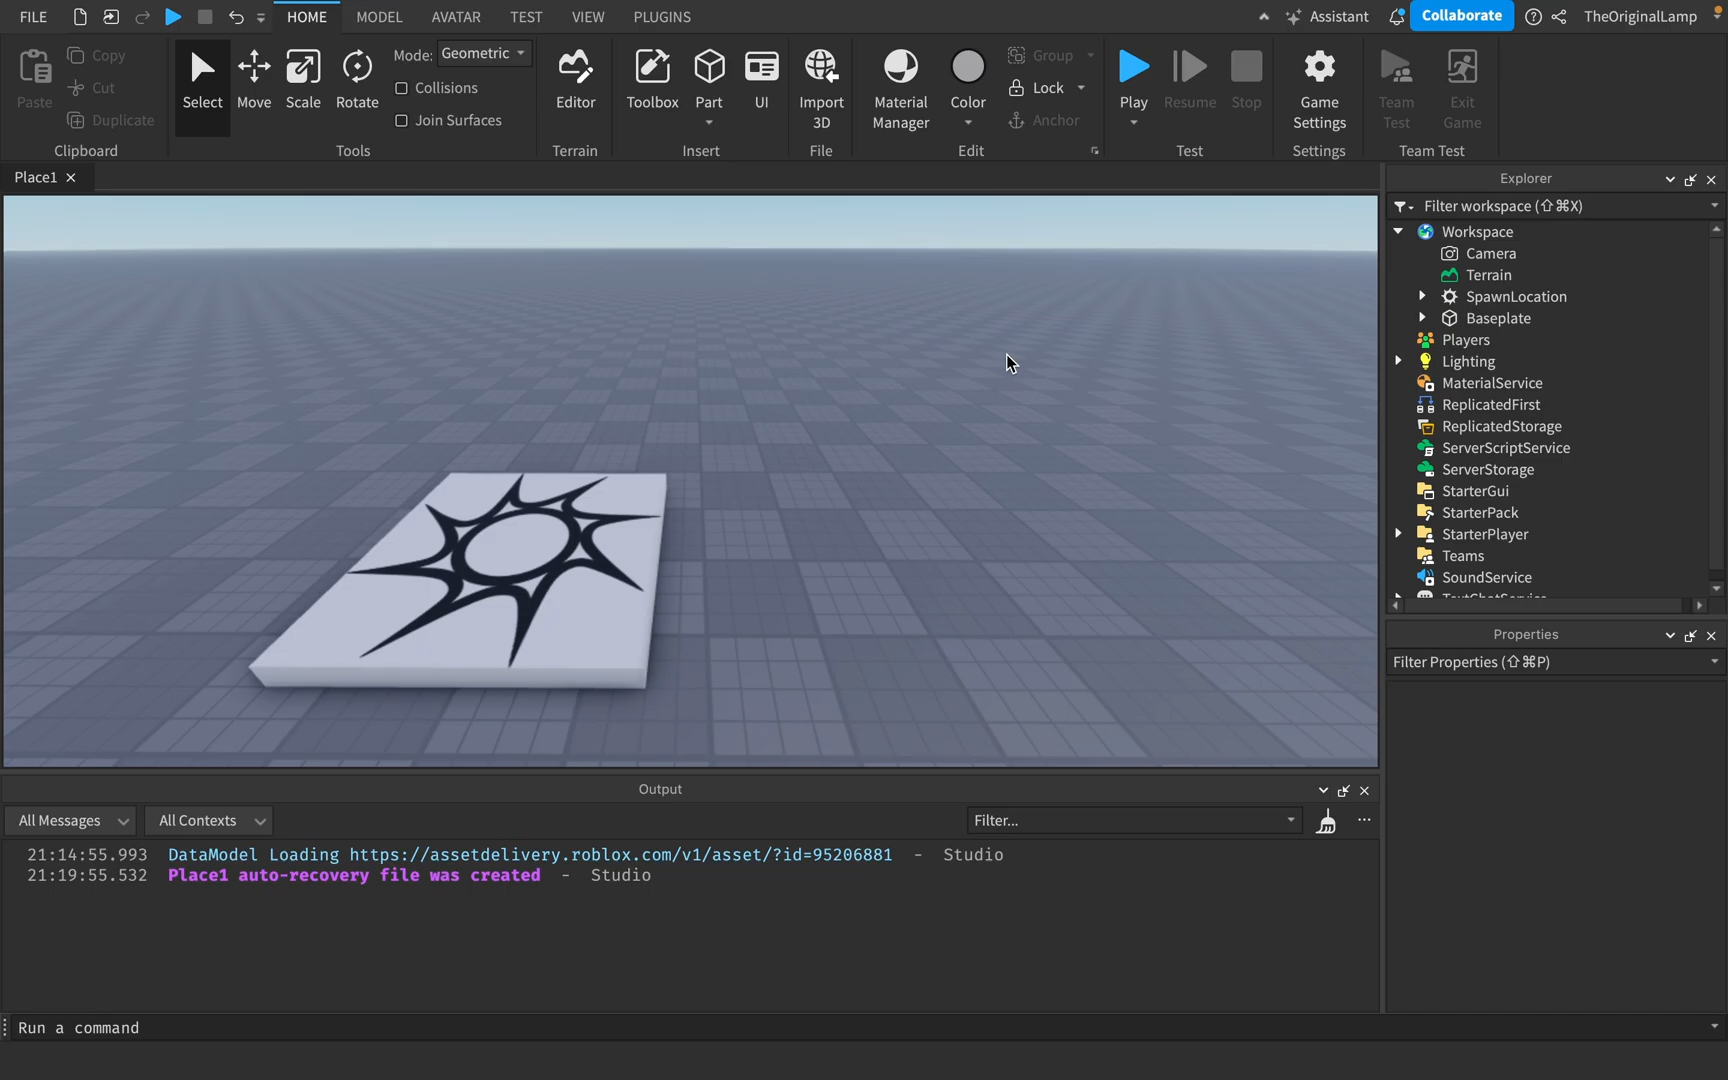 FILE HOME MODEL AVATAR TEST VIEW PLUGINS Assistant Collaborate TheOriginalLamp
Paste Copy Cut Duplicate
Clipboard
Select Move Scale Rotate
Mode: Geometric
Collisions
Join Surfaces
Tools
Editor
Terrain
Toolbox Part UI
Insert
Import 3D
File
Material Manager Color Group Lock Anchor
Edit
Play Resume Stop
Test
Game Settings
Settings
Team Test Exit Game
Team Test
Place1
Explorer
Filter workspace (⇧⌘X)
Workspace
Camera
Terrain
SpawnLocation
Baseplate
Players
Lighting
MaterialService
ReplicatedFirst
ReplicatedStorage
ServerScriptService
ServerStorage
StarterGui
StarterPack
StarterPlayer
Teams
SoundService
TextChatService
Properties
Filter Properties (⇧⌘P)
Output
All Messages All Contexts Filter...
21:14:55.993 DataModel Loading https://assetdelivery.roblox.com/v1/asset/?id=95206881 - Studio
21:19:55.532 Place1 auto-recovery file was created - Studio
Run a command